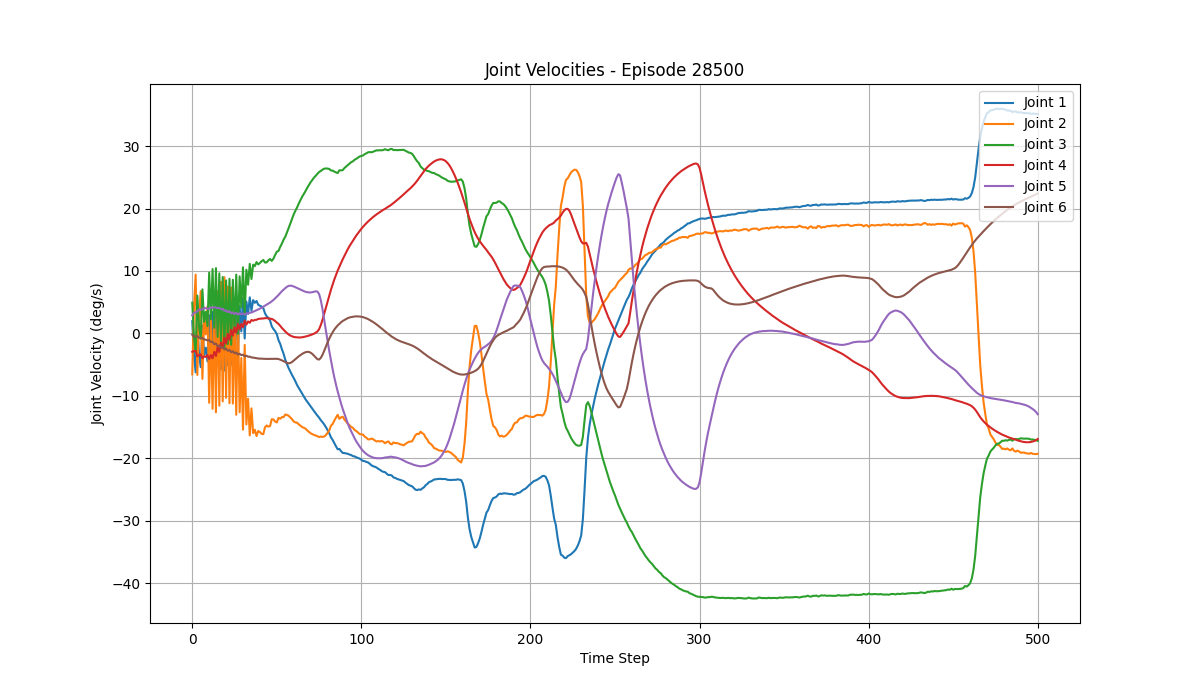 Joint Velocities - Episode 28500
Joint Velocity (deg/s)
30
20
10
0
−10
−20
−30
−40
0 100 200 300 400 500
Time Step
Joint 1
Joint 2
Joint 3
Joint 4
Joint 5
Joint 6